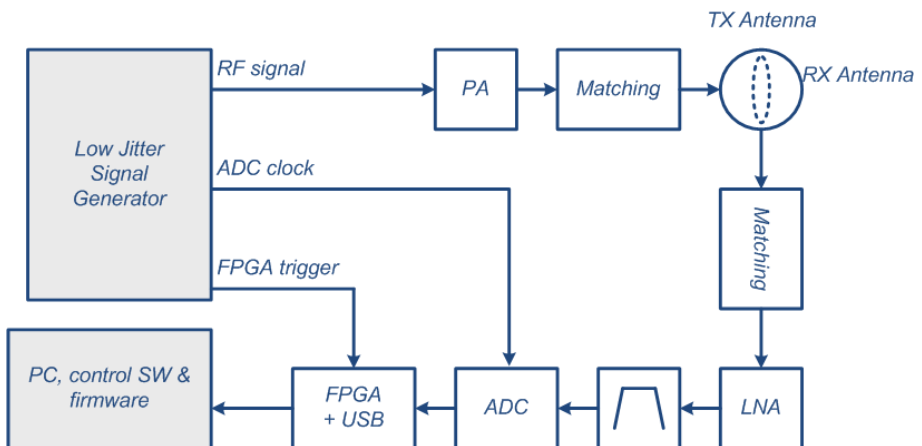 TX Antenna
RF signal
PA
Matching
RX Antenna
Low Jitter
Signal
Generator
ADC clock
Matching
FPGA trigger
PC, control SW &
firmware
FPGA
+ USB
ADC
LNA